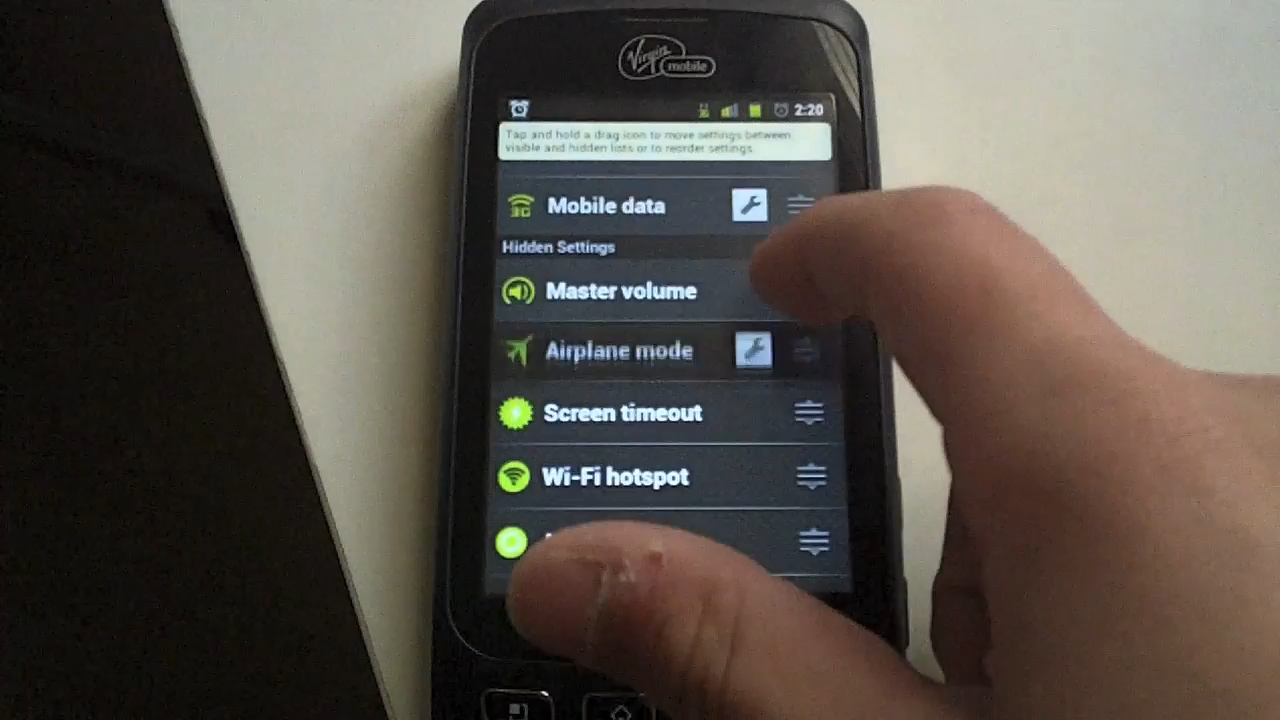 Virgin
mobile
2:20
Tap and hold a drag icon to move settings between
visible and hidden lists or to reorder settings.
3G Mobile data
Hidden Settings
Master volume
Airplane mode
Screen timeout
Wi-Fi hotspot